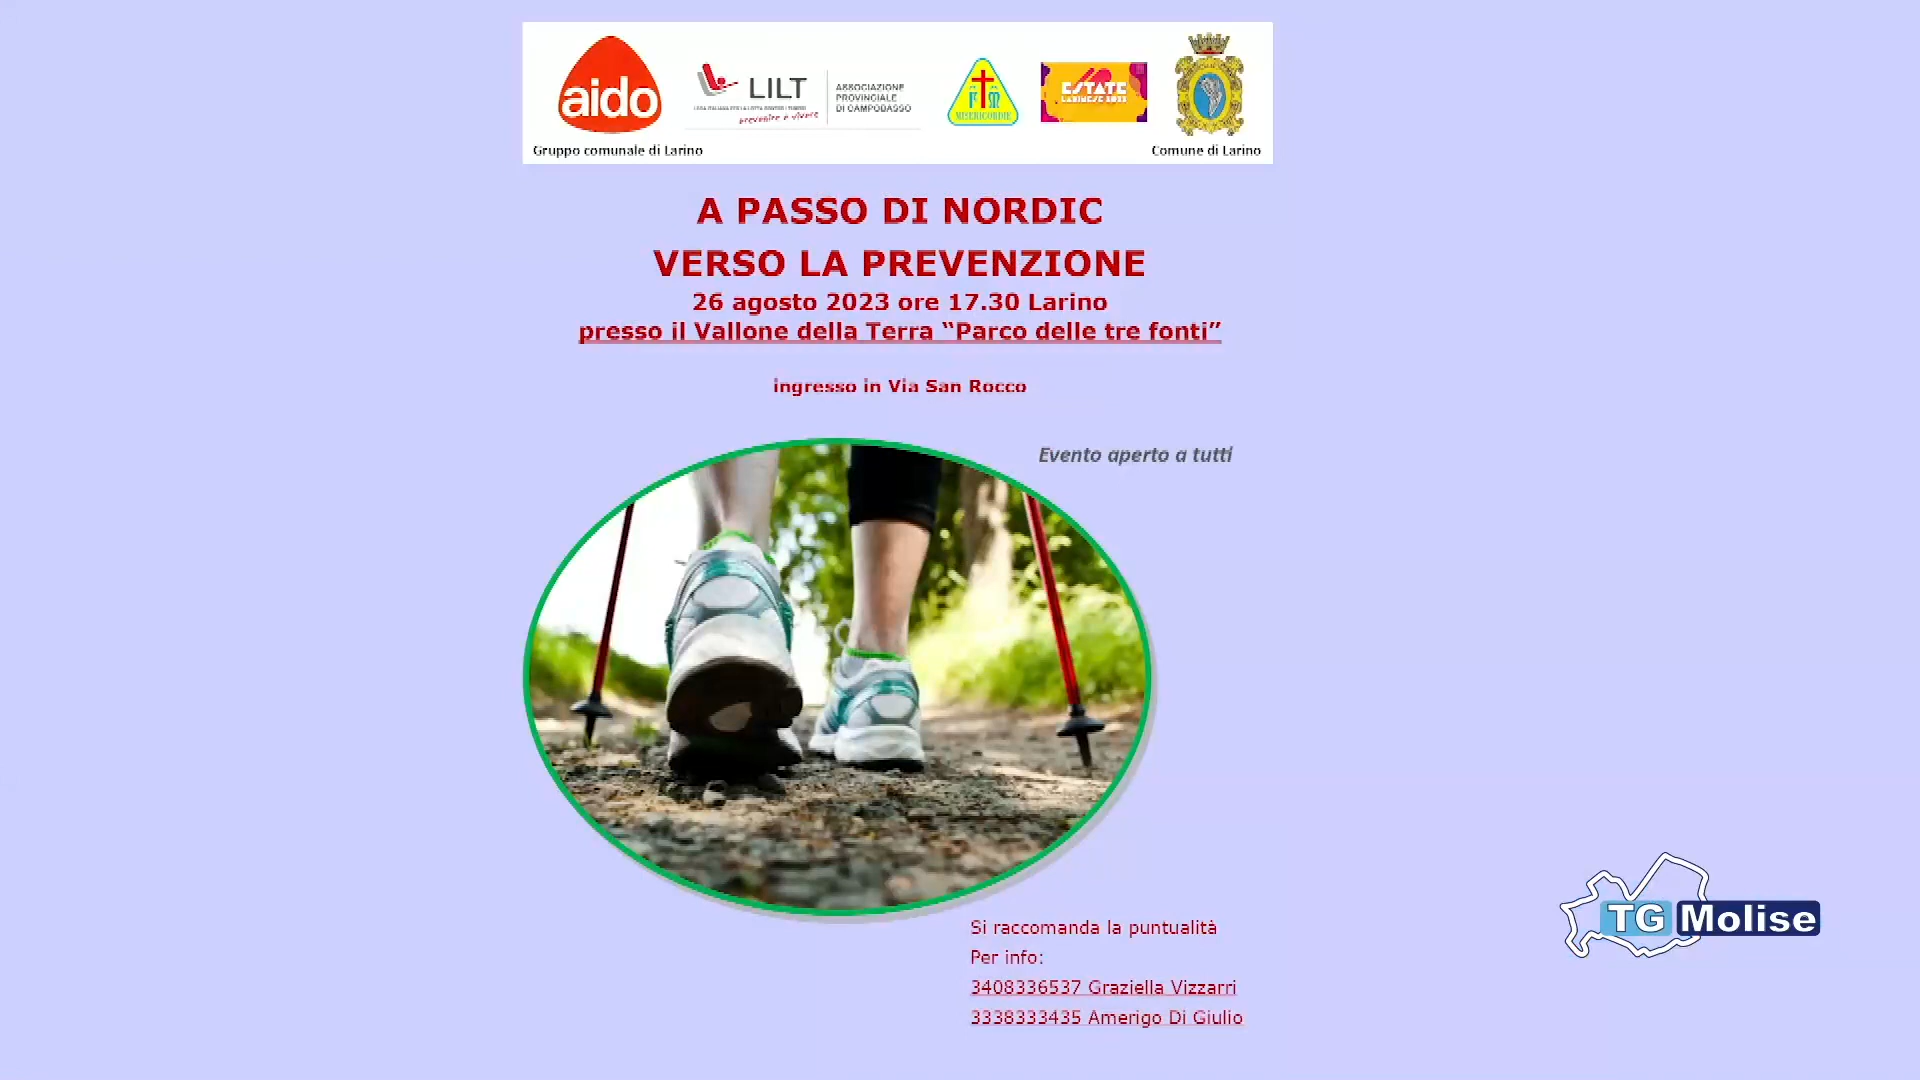 aido
LILT
prevenire è vivere
ASSOCIAZIONE
PROVINCIALE
DI CAMPOBASSO
F M
MISERICORDIE
ESTATE
LARINESE 2023
Gruppo comunale di Larino
Comune di Larino
A PASSO DI NORDIC
VERSO LA PREVENZIONE
26 agosto 2023 ore 17.30 Larino
presso il Vallone della Terra “Parco delle tre fonti”
ingresso in Via San Rocco
Evento aperto a tutti
Si raccomanda la puntualità
Per info:
3408336537 Graziella Vizzarri
3338333435 Amerigo Di Giulio
TG Molise